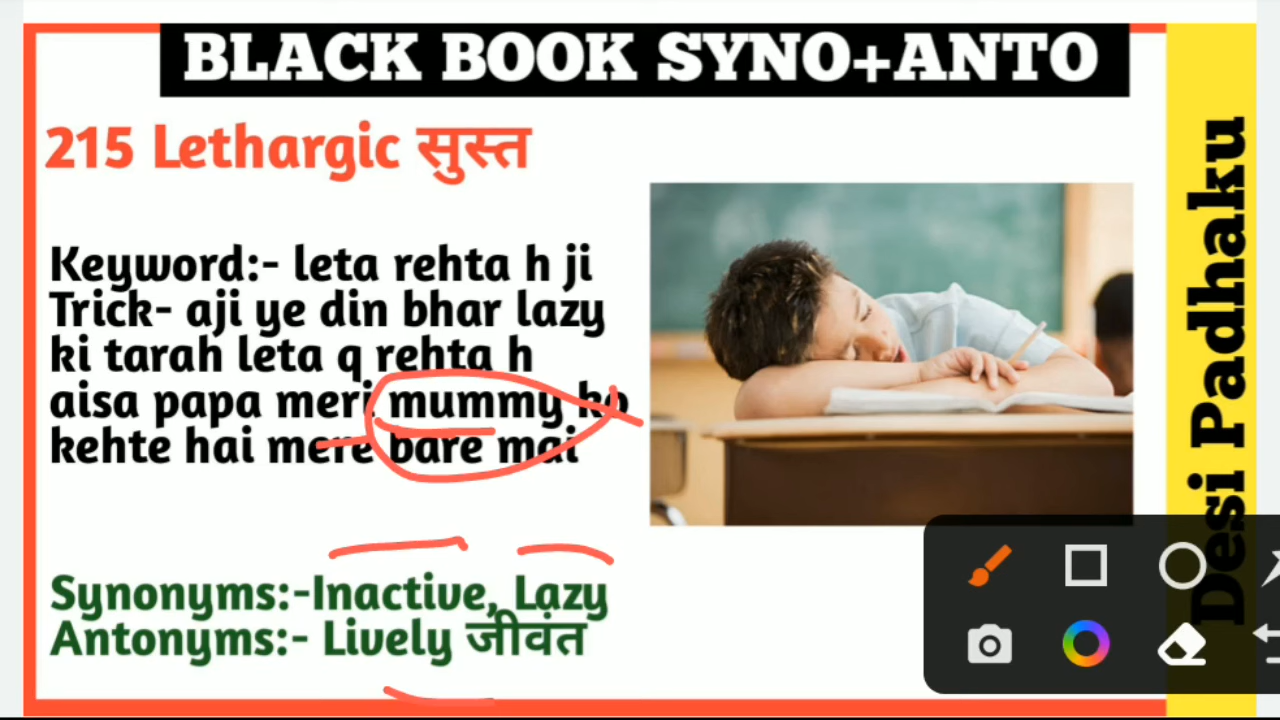 BLACK BOOK SYNO+ANTO
215 Lethargic सुस्त
Keyword:- leta rehta h ji
Trick- aji ye din bhar lazy
ki tarah leta q rehta h
aisa papa meri mummy ko
kehte hai mere bare mai
Synonyms:-Inactive, Lazy
Antonyms:- Lively जीवंत
Desi Padhaku